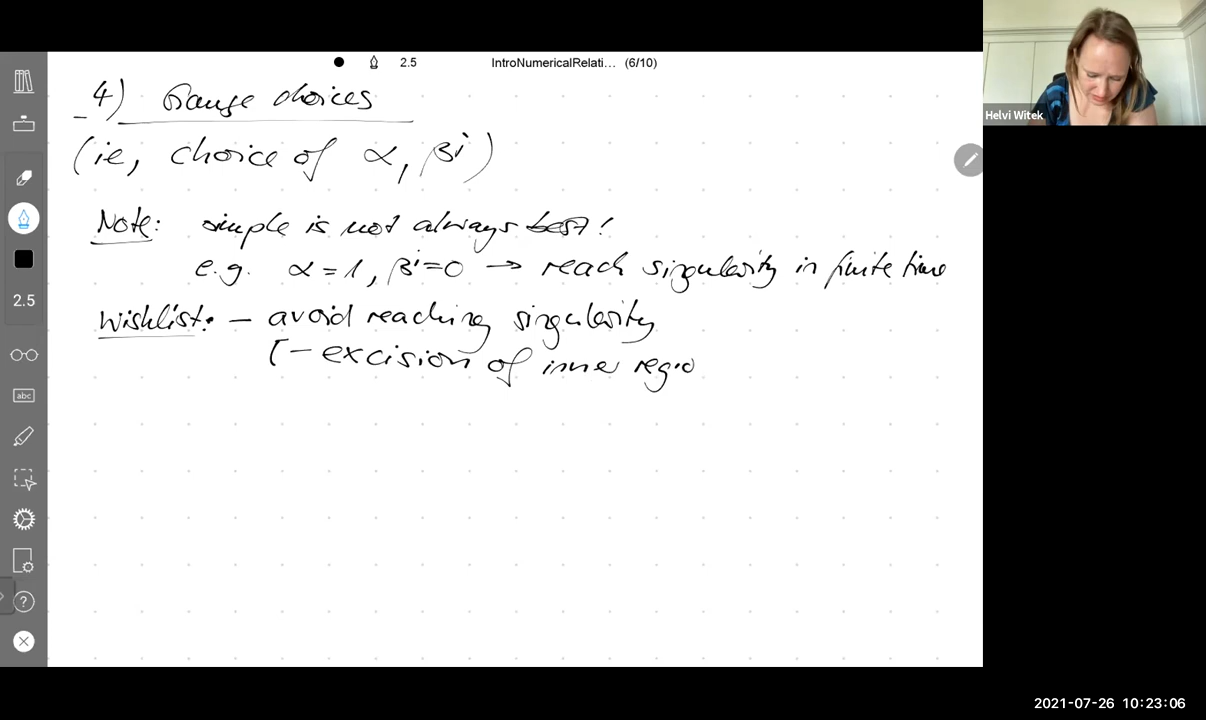 2.5 IntroNumericalRelati... (6/10)
4) Gauge choices
(ie, choice of α, βⁱ)
Note: simple is not always best!
e.g. α = 1, βⁱ = 0 → reach singularity in finite time
Wishlist: – avoid reaching singularity
[– excision of inner regio
2.5
abc
?
Helvi Witek
2021-07-26 10:23:06